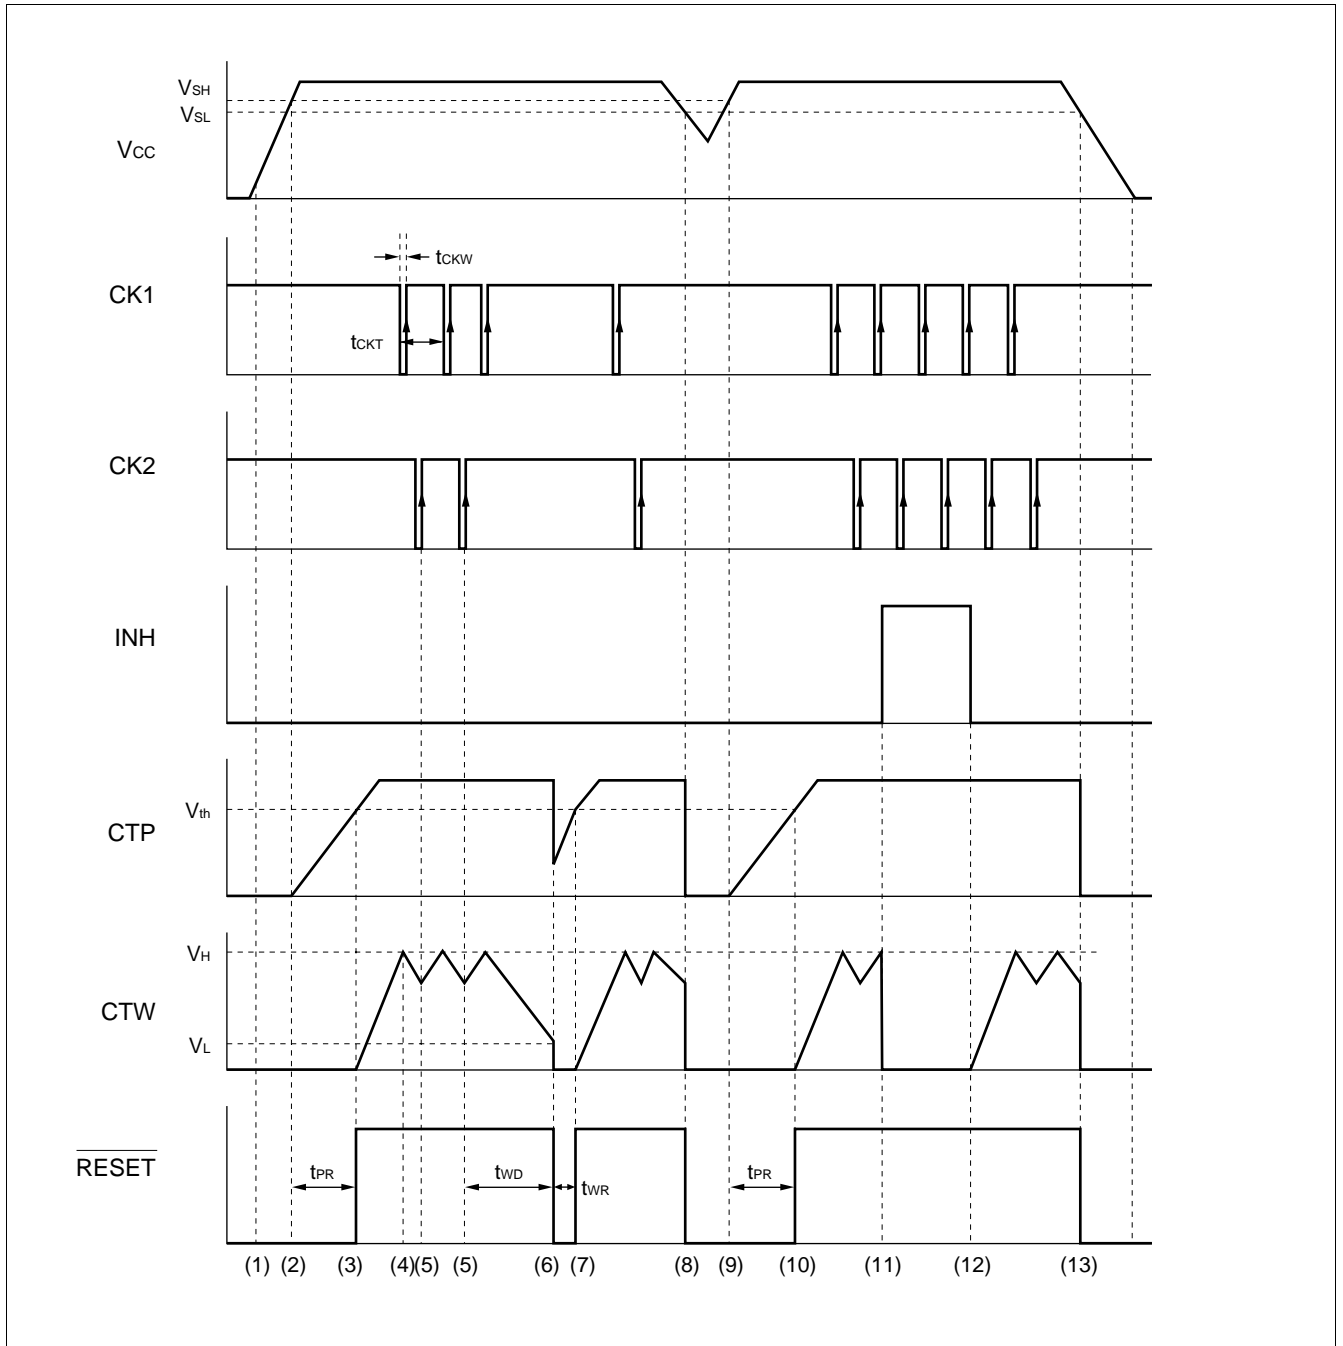 VSH
VSL
VCC
tCKW
CK1
tCKT
CK2
INH
Vth
CTP
VH
CTW
VL
RESET
tPR tWD tWR tPR
(1) (2) (3) (4)(5) (5) (6) (7) (8) (9) (10) (11) (12) (13)